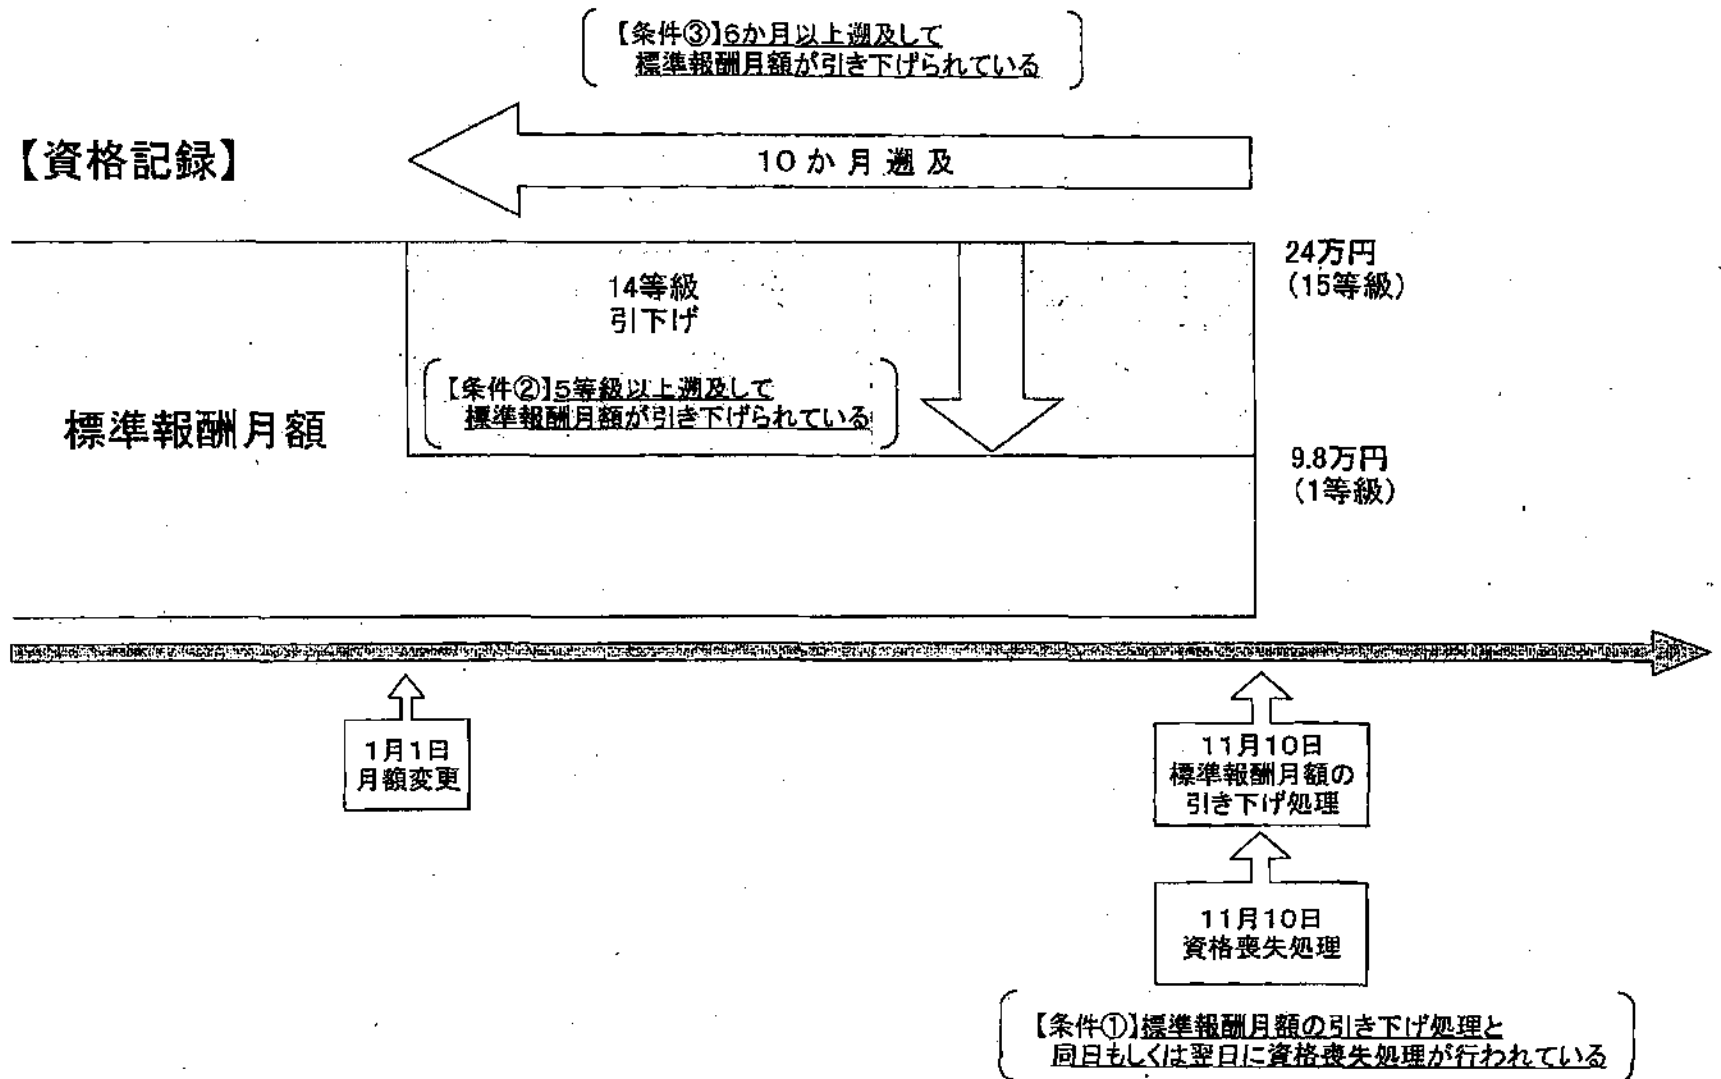 【条件③】6か月以上遡及して
標準報酬月額が引き下げられている
【資格記録】
10か月遡及
24万円
(15等級)
14等級
引下げ
【条件②】5等級以上遡及して
標準報酬月額が引き下げられている
標準報酬月額
9.8万円
(1等級)
1月1日
月額変更
11月10日
標準報酬月額の
引き下げ処理
11月10日
資格喪失処理
【条件①】標準報酬月額の引き下げ処理と
同日もしくは翌日に資格喪失処理が行われている